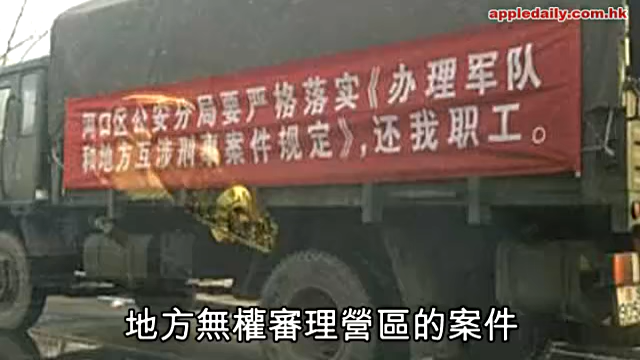 appledaily.com.hk
河口区公安分局要严格落实《办理军队
和地方互涉刑事案件规定》,还我职工。
地方無權審理營區的案件